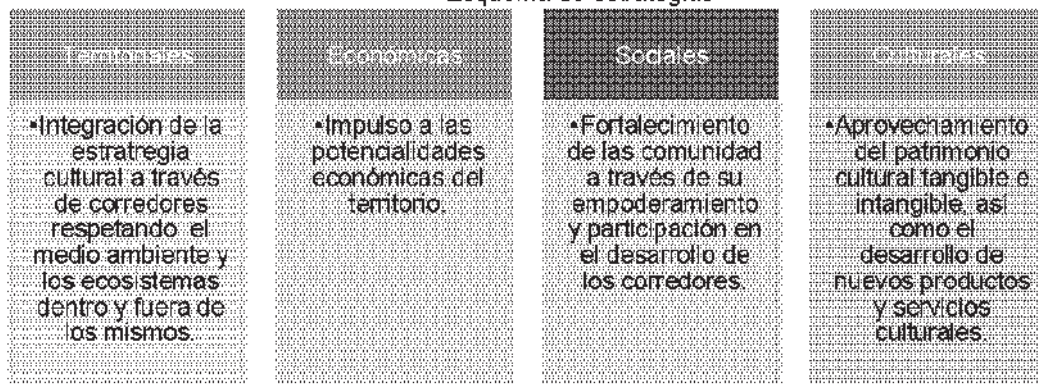 Esquema de estrategias
Territoriales
•Integración de la
estrategia
cultural a través
de corredores
respetando el
medio ambiente y
los ecosistemas
dentro y fuera de
los mismos.
Económicas
•Impulso a las
potencialidades
económicas del
territorio.
Sociales
•Fortalecimiento
de las comunidad
a través de su
empoderamiento
y participación en
el desarrollo de
los corredores.
Culturales
•Aprovechamiento
del patrimonio
cultural tangible e
intangible, así
como el
desarrollo de
nuevos productos
y servicios
culturales.